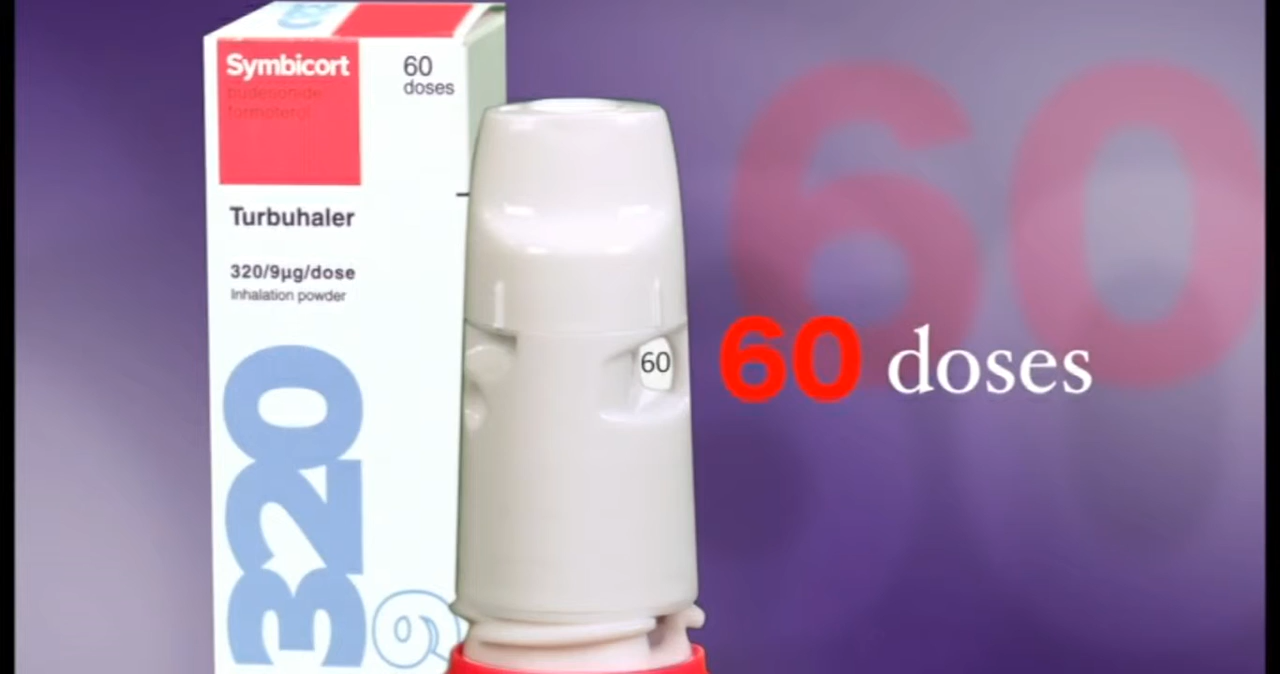 Symbicort
budesonide
formoterol
60
doses
Turbuhaler
320/9µg/dose
Inhalation powder
320
9
60
60 doses
60